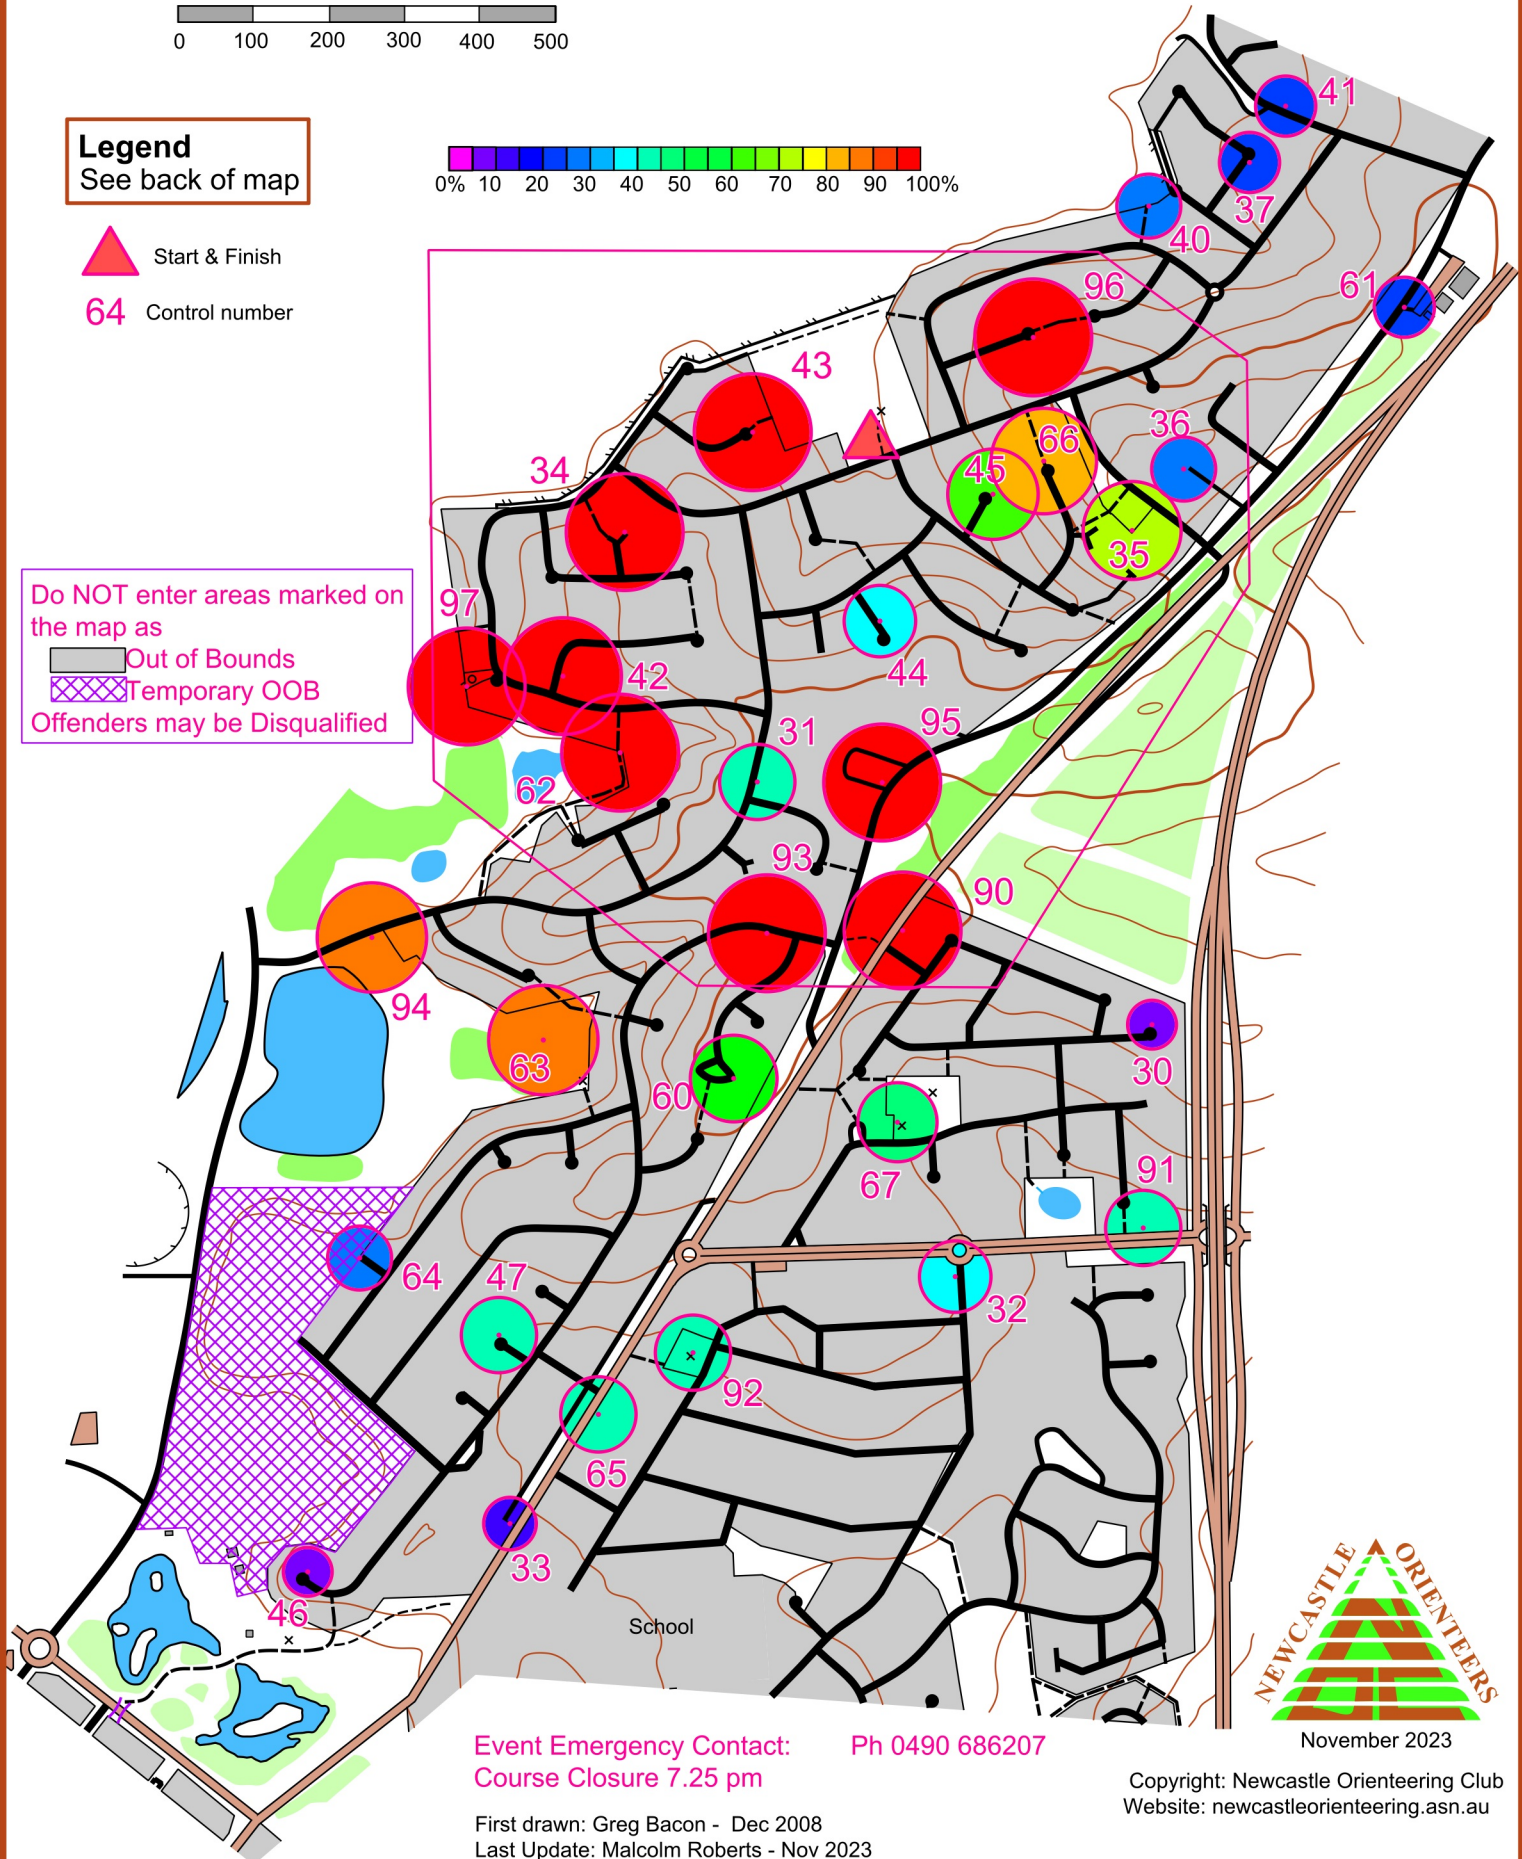 0 100 200 300 400 500
Legend
See back of map
Start & Finish
64 Control number
0% 10 20 30 40 50 60 70 80 90 100%
41
37
40
61
96
43
36
66
45
34
35
Do NOT enter areas marked on
the map as
Out of Bounds
Temporary OOB
Offenders may be Disqualified
97
42
44
95
31
62
93
90
94
63
60
30
67
91
64
47
32
92
65
33
46
School
NEWCASTLE ORIENTEERS
November 2023
Event Emergency Contact: Ph 0490 686207
Course Closure 7.25 pm
Copyright: Newcastle Orienteering Club
Website: newcastleorienteering.asn.au
First drawn: Greg Bacon - Dec 2008
Last Update: Malcolm Roberts - Nov 2023